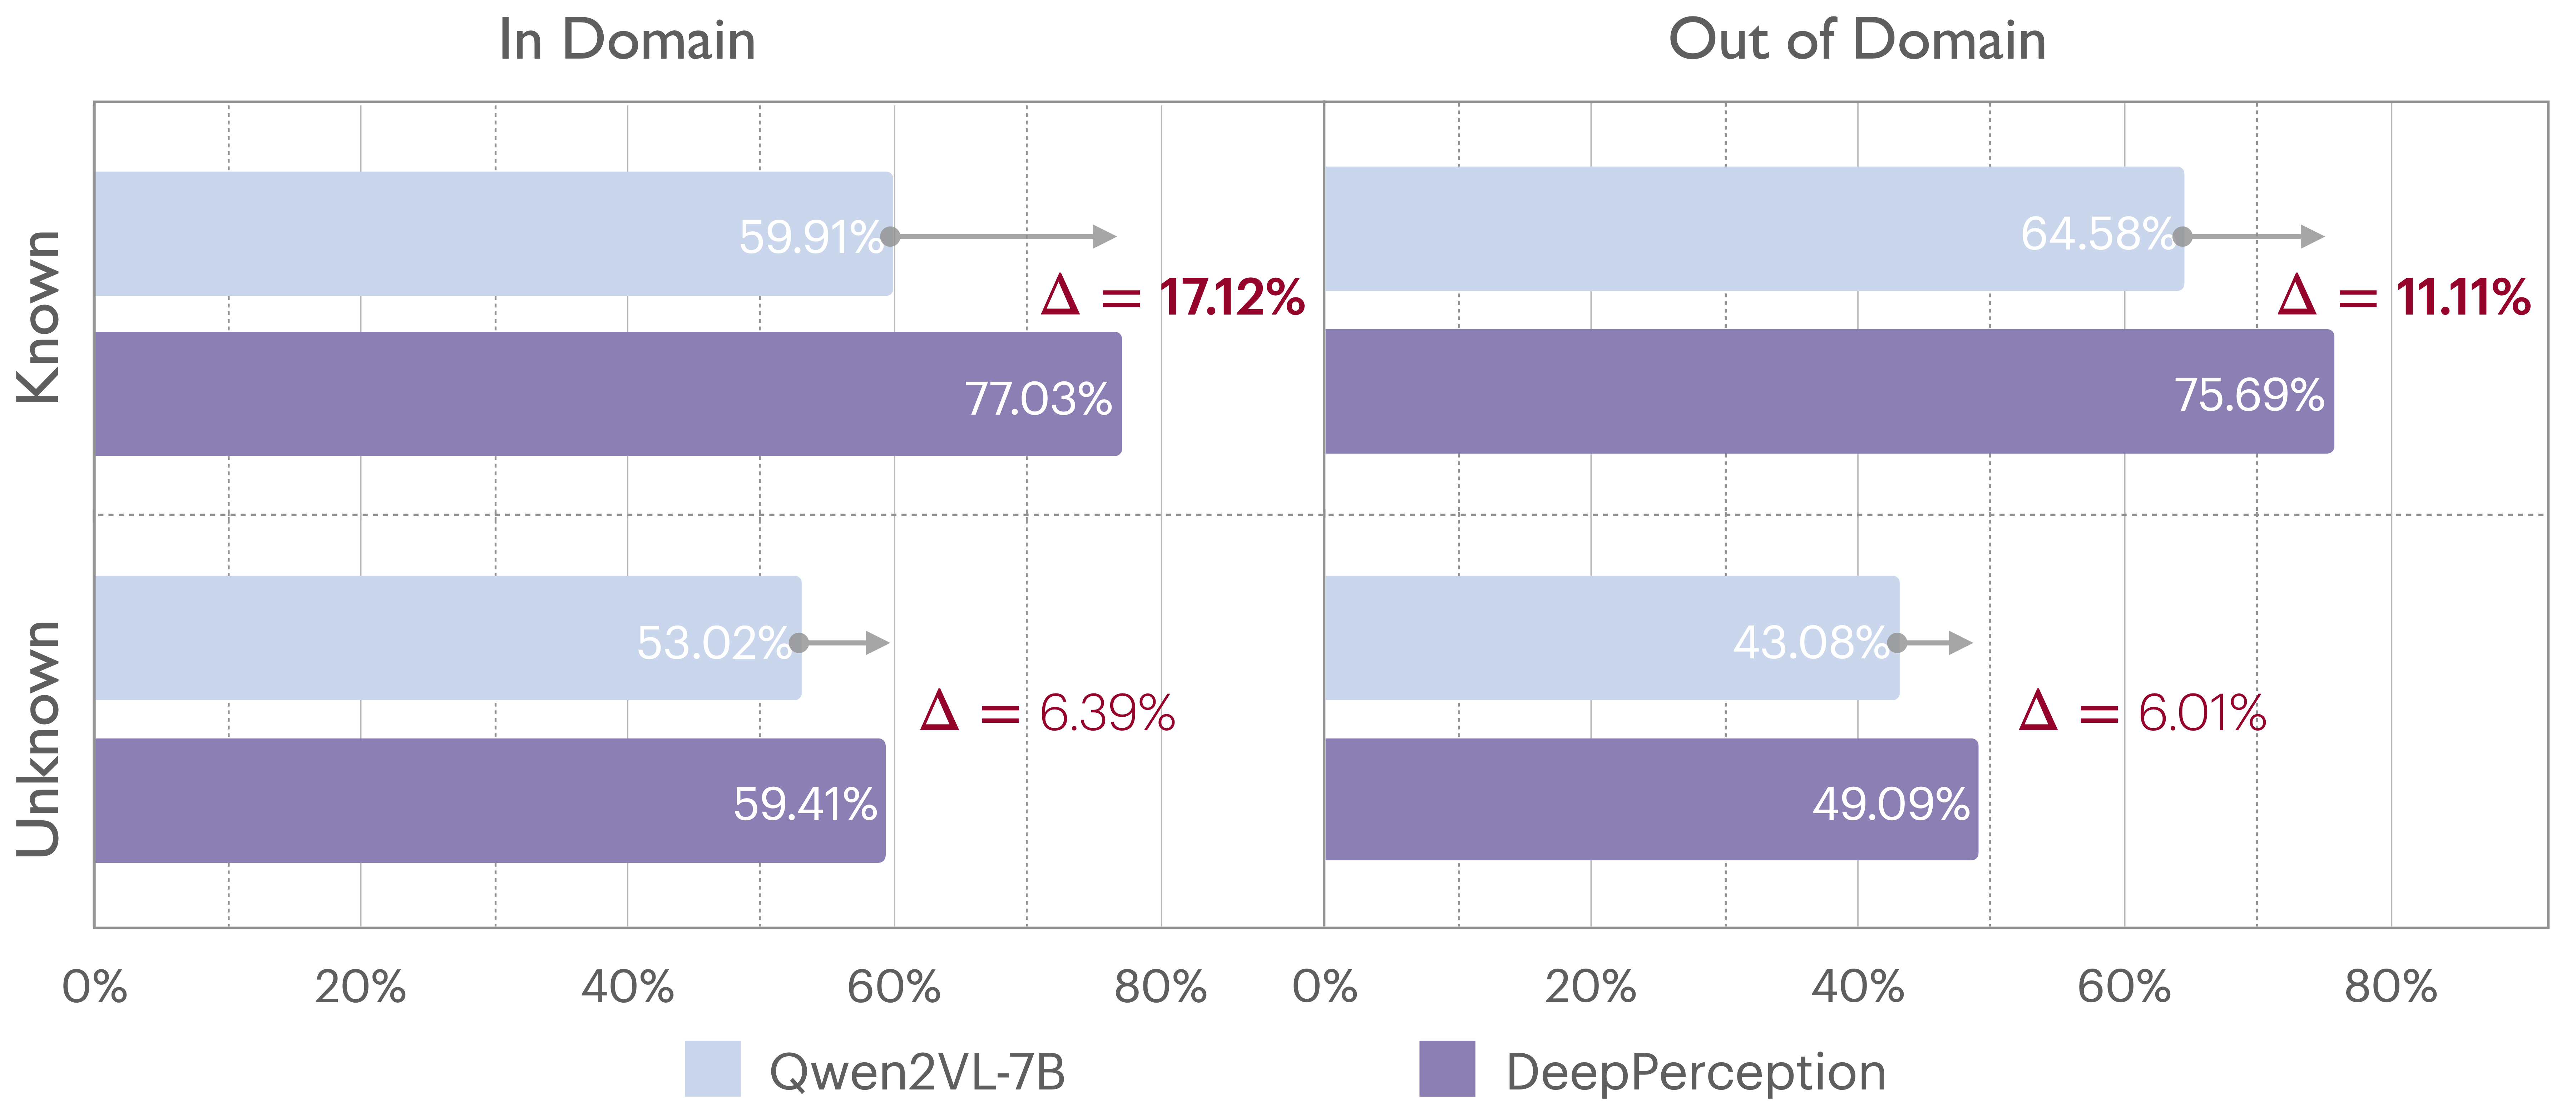 In Domain
Out of Domain
Known
59.91%
Δ = 17.12%
77.03%
64.58%
Δ = 11.11%
75.69%
Unknown
53.02%
Δ = 6.39%
59.41%
43.08%
Δ = 6.01%
49.09%
0% 20% 40% 60% 80% 0% 20% 40% 60% 80%
Qwen2VL-7B
DeepPerception